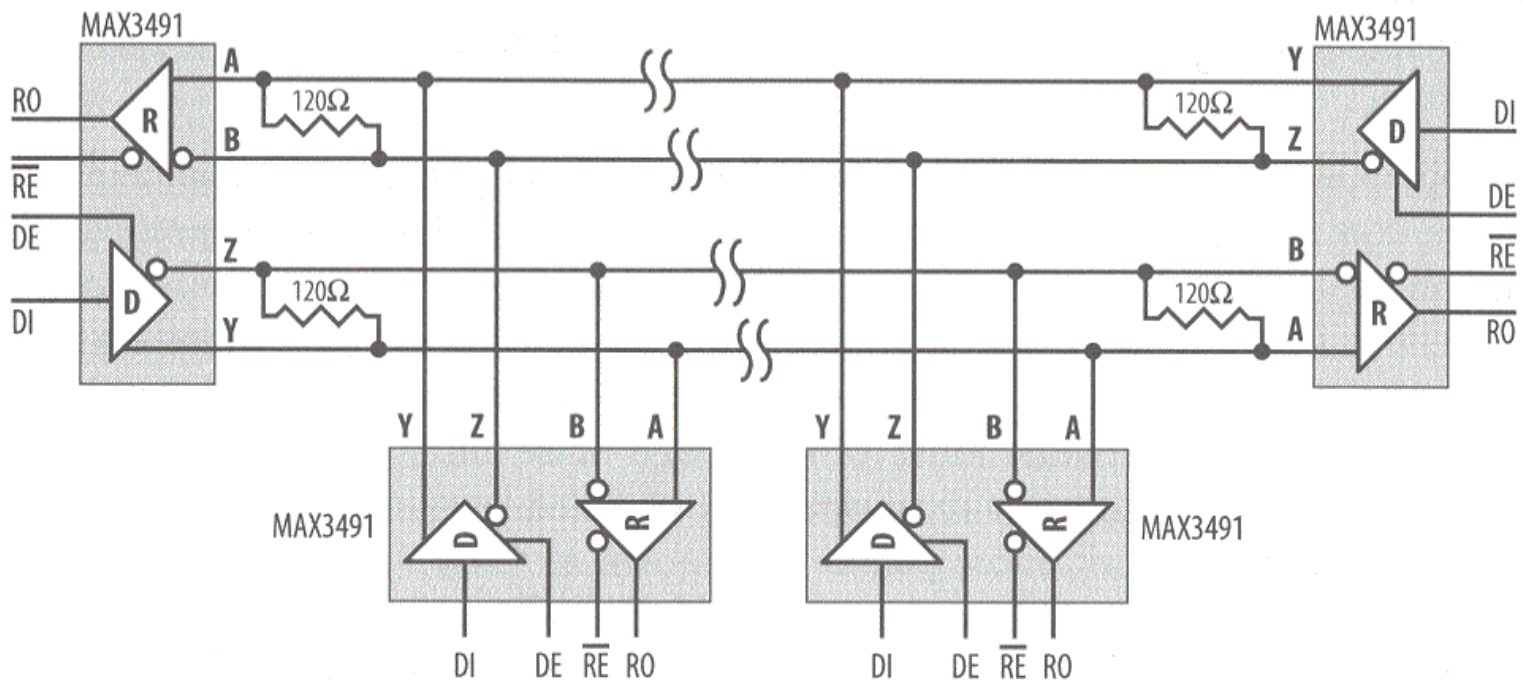 MAX3491
MAX3491
A
Y
RO
120Ω
120Ω
DI
R
D
B
Z
RE
DE
DE
RE
Z
B
120Ω
120Ω
D
R
DI
Y
A
RO
Y Z B A
Y Z B A
MAX3491
D
R
D
R
MAX3491
DI DE RE RO
DI DE RE RO